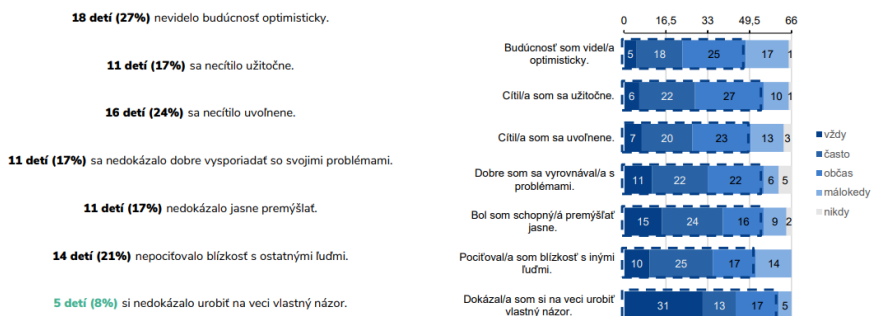 18 detí (27%) nevidelo budúcnosť optimisticky.
11 detí (17%) sa necítilo užitočne.
16 detí (24%) sa necítilo uvoľnene.
11 detí (17%) sa nedokázalo dobre vysporiadať so svojimi problémami.
11 detí (17%) nedokázalo jasne premýšlať.
14 detí (21%) nepociťovalo blízkosť s ostatnými ľuďmi.
5 detí (8%) si nedokázalo urobiť na veci vlastný názor.
0 16,5 33 49,5 66
Budúcnosť som videl/a
optimisticky.
5 18 25 17 1
Cítil/a som sa užitočne.
6 22 27 10 1
Cítil/a som sa uvoľnene.
7 20 23 13 3
Dobre som sa vyrovnával/a s
problémami.
11 22 22 6 5
Bol som schopný/á premýšľať
jasne.
15 24 16 9 2
Pociťoval/a som blízkosť s inými
ľuďmi.
10 25 17 14
Dokázal/a som si na veci urobiť
vlastný názor.
31 13 17 5
vždy
často
občas
málokedy
nikdy